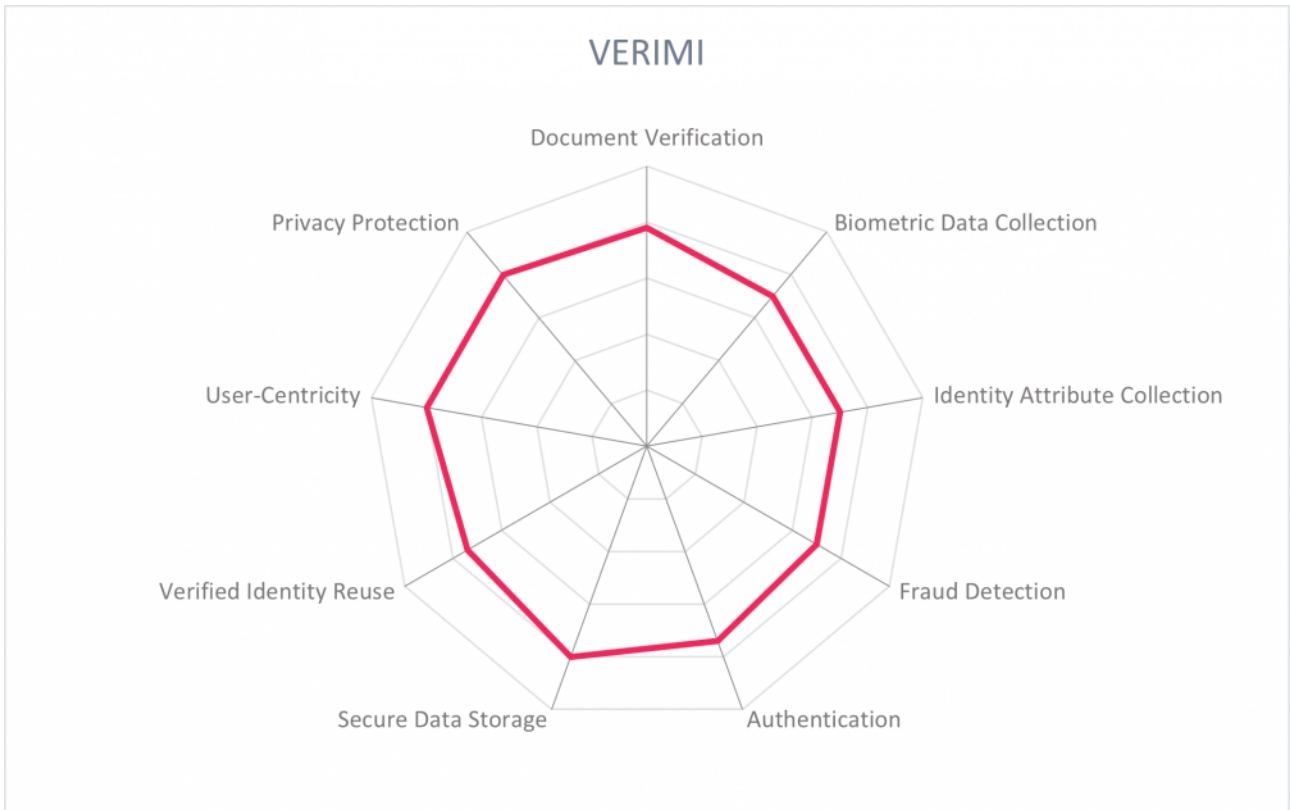 VERIMI
Document Verification
Privacy Protection
Biometric Data Collection
User-Centricity
Identity Attribute Collection
Verified Identity Reuse
Fraud Detection
Secure Data Storage
Authentication